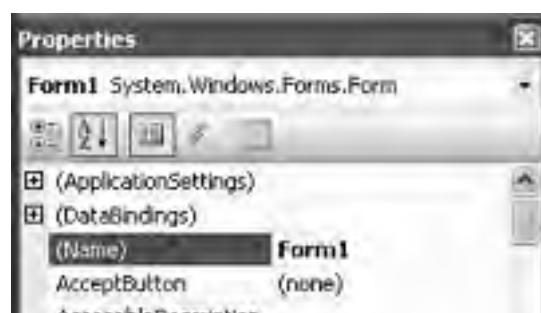 Properties
Form1 System.Windows.Forms.Form
(ApplicationSettings)
(DataBindings)
(Name) Form1
AcceptButton (none)